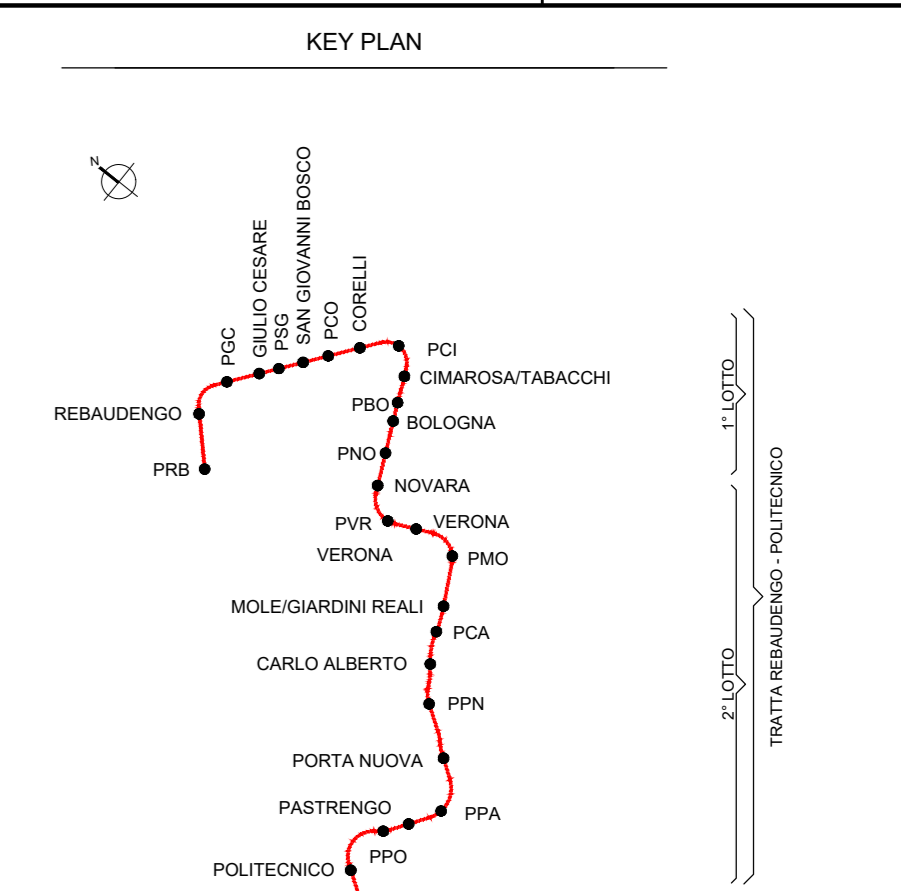 KEY PLAN
N
PGC
GIULIO CESARE
PSG
SAN GIOVANNI BOSCO
PCO
CORELLI
PCI
CIMAROSA/TABACCHI
REBAUDENGO
PBO
BOLOGNA
PRB
PNO
NOVARA
PVR
VERONA
VERONA
PMO
MOLE/GIARDINI REALI
PCA
CARLO ALBERTO
PPN
PORTA NUOVA
PASTRENGO
PPA
PPO
POLITECNICO
1° LOTTO
2° LOTTO
TRATTA REBAUDENGO - POLITECNICO